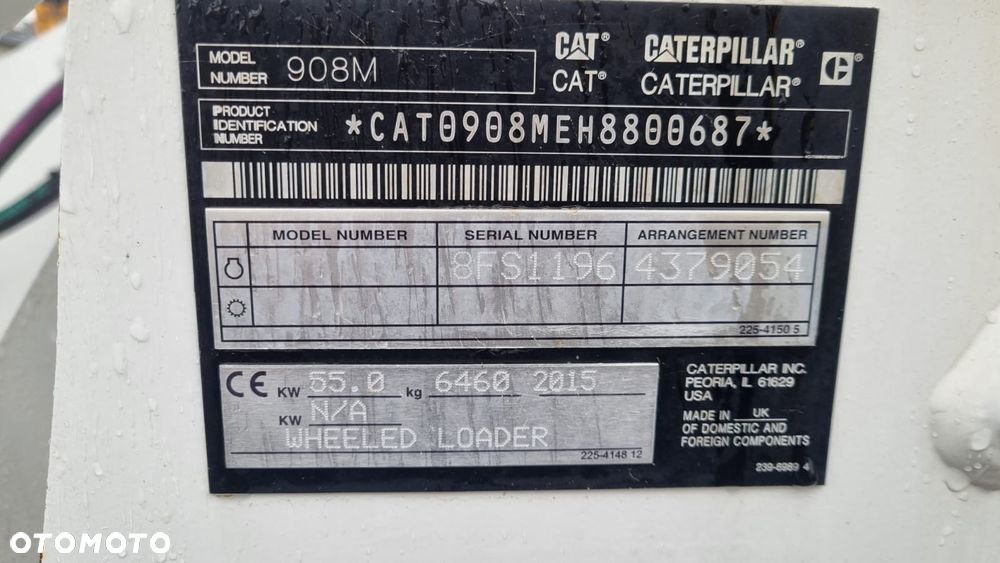 MODEL NUMBER 908M
CAT® CATERPILLAR®
CAT® CATERPILLAR®
PRODUCT IDENTIFICATION NUMBER *CAT0908MEH8800687*
MODEL NUMBER SERIAL NUMBER ARRANGEMENT NUMBER
8FS1196 4379054
225-4150 5
CE KW 55.0 kg 6460 2015
KW N/A
WHEELED LOADER
225-4148 12
CATERPILLAR INC.
PEORIA, IL 61629
USA
MADE IN UK
OF DOMESTIC AND
FOREIGN COMPONENTS
239-8989 4
OTOMOTO